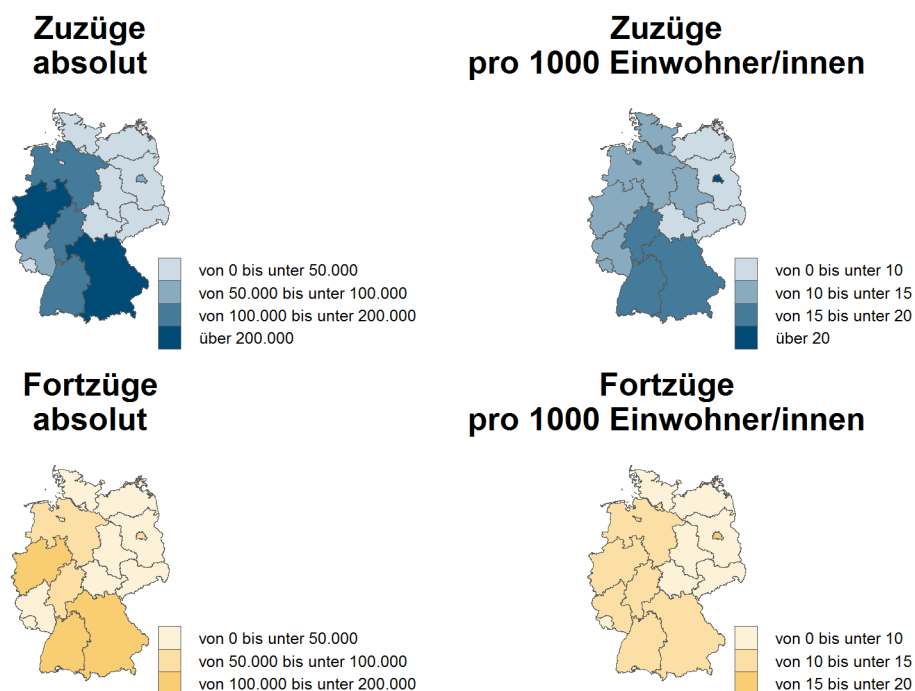 Zuzüge
absolut
von 0 bis unter 50.000
von 50.000 bis unter 100.000
von 100.000 bis unter 200.000
über 200.000
Zuzüge
pro 1000 Einwohner/innen
von 0 bis unter 10
von 10 bis unter 15
von 15 bis unter 20
über 20
Fortzüge
absolut
von 0 bis unter 50.000
von 50.000 bis unter 100.000
von 100.000 bis unter 200.000
Fortzüge
pro 1000 Einwohner/innen
von 0 bis unter 10
von 10 bis unter 15
von 15 bis unter 20